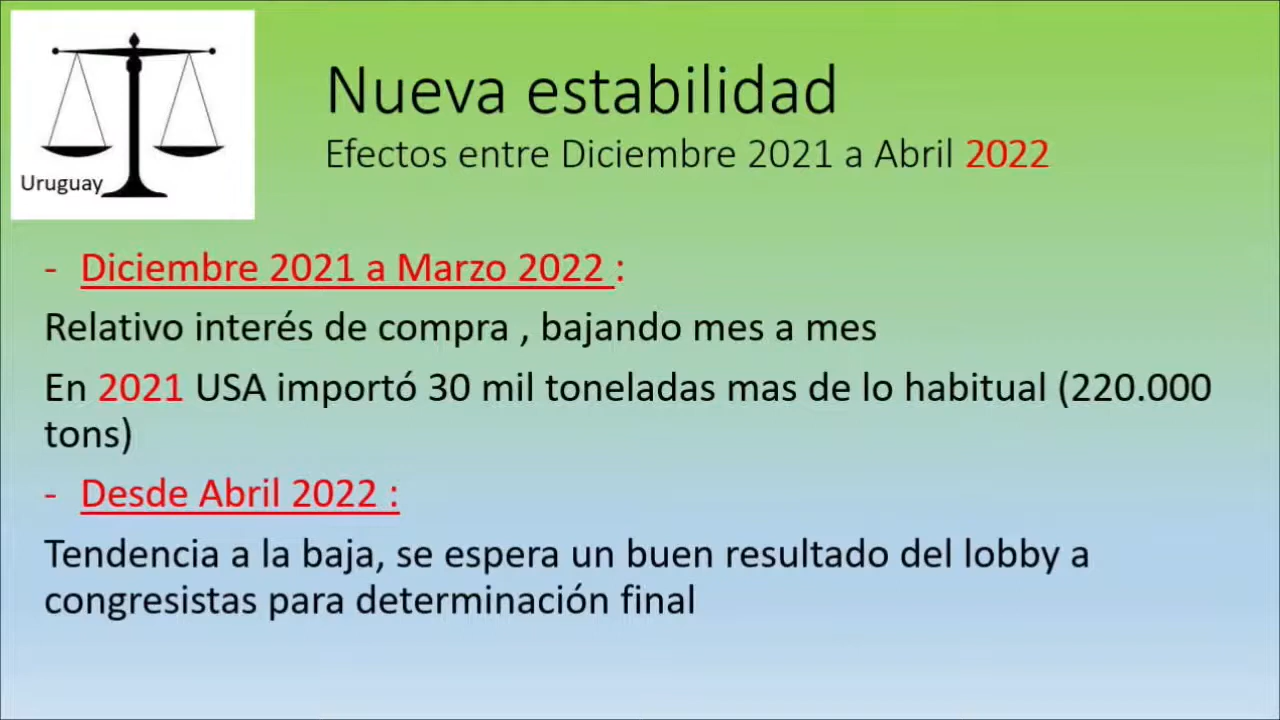 Uruguay
Nueva estabilidad
Efectos entre Diciembre 2021 a Abril 2022
- Diciembre 2021 a Marzo 2022 :
Relativo interés de compra , bajando mes a mes
En 2021 USA importó 30 mil toneladas mas de lo habitual (220.000
tons)
- Desde Abril 2022 :
Tendencia a la baja, se espera un buen resultado del lobby a
congresistas para determinación final